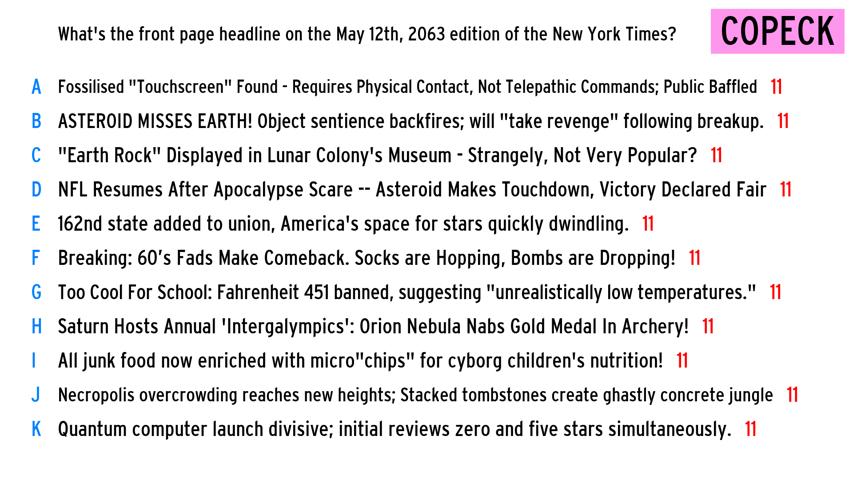 What's the front page headline on the May 12th, 2063 edition of the New York Times?
COPECK
A Fossilised "Touchscreen" Found - Requires Physical Contact, Not Telepathic Commands; Public Baffled 11
B ASTEROID MISSES EARTH! Object sentience backfires; will "take revenge" following breakup. 11
C "Earth Rock" Displayed in Lunar Colony's Museum - Strangely, Not Very Popular? 11
D NFL Resumes After Apocalypse Scare -- Asteroid Makes Touchdown, Victory Declared Fair 11
E 162nd state added to union, America's space for stars quickly dwindling. 11
F Breaking: 60’s Fads Make Comeback. Socks are Hopping, Bombs are Dropping! 11
G Too Cool For School: Fahrenheit 451 banned, suggesting "unrealistically low temperatures." 11
H Saturn Hosts Annual 'Intergalympics': Orion Nebula Nabs Gold Medal In Archery! 11
I All junk food now enriched with micro"chips" for cyborg children's nutrition! 11
J Necropolis overcrowding reaches new heights; Stacked tombstones create ghastly concrete jungle 11
K Quantum computer launch divisive; initial reviews zero and five stars simultaneously. 11